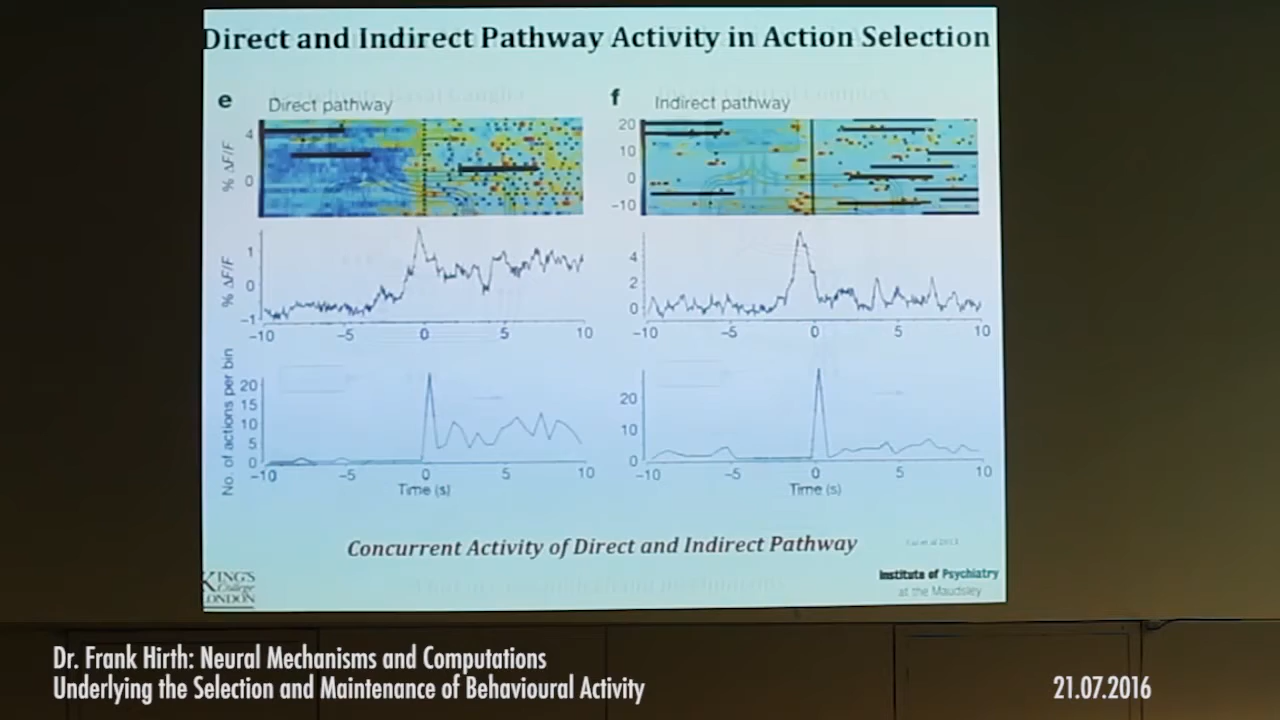 Direct and Indirect Pathway Activity in Action Selection
e Direct pathway
f Indirect pathway
% ΔF/F
4
0
20
10
0
−10
% ΔF/F
1
0
−1
−10 −5 0 5 10
4
2
0
−10 −5 0 5 10
No. of actions per bin
20
15
10
5
0
−10 −5 0 5 10
Time (s)
20
10
0
−10 −5 0 5 10
Time (s)
Concurrent Activity of Direct and Indirect Pathway
KING'S
College
LONDON
Institute of Psychiatry
at the Maudsley
Dr. Frank Hirth: Neural Mechanisms and Computations
Underlying the Selection and Maintenance of Behavioural Activity
21.07.2016